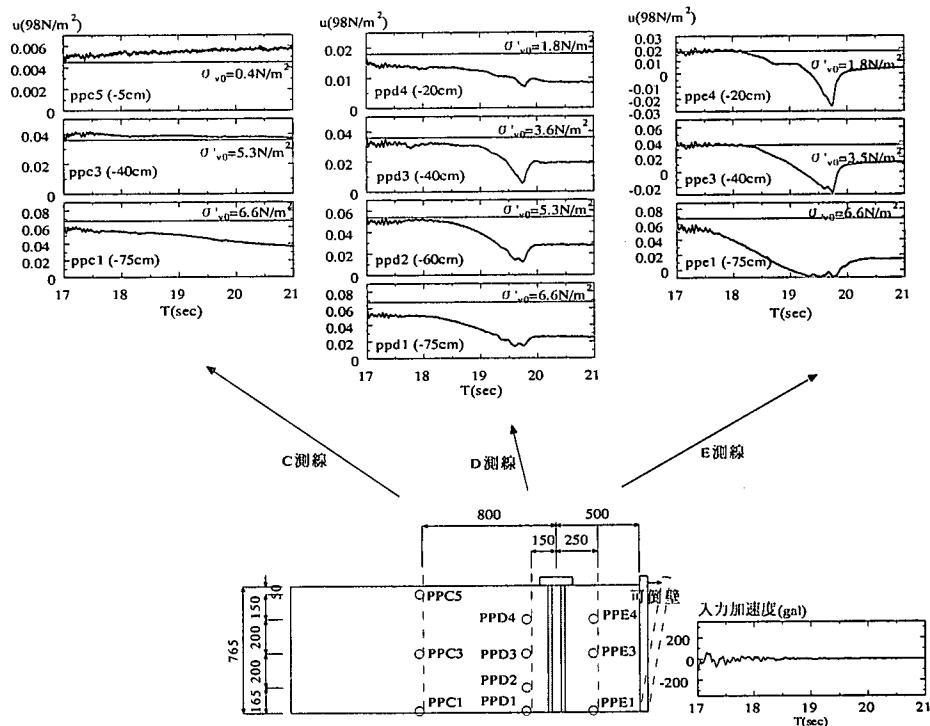 u(98N/m²)
0.006
0.004
0.002
0
σ'v0=0.4N/m²
ppc5 (-5cm)
0.04
0.02
0
σ'v0=5.3N/m²
ppc3 (-40cm)
0.08
0.06
0.04
0.02
0
σ'v0=6.6N/m²
ppc1 (-75cm)
17 18 19 20 21
T(sec)
u(98N/m²)
0.02
0.01
0
σ'v0=1.8N/m²
ppd4 (-20cm)
0.04
0.02
0
σ'v0=3.6N/m²
ppd3 (-40cm)
0.06
0.04
0.02
0
σ'v0=5.3N/m²
ppd2 (-60cm)
0.08
0.06
0.04
0.02
0
σ'v0=6.6N/m²
ppd1 (-75cm)
17 18 19 20 21
T(sec)
u(98N/m²)
0.03
0.02
0.01
0
-0.01
-0.02
-0.03
σ'v0=1.8N/m²
ppe4 (-20cm)
0.06
0.04
0.02
0
-0.02
σ'v0=3.5N/m²
ppe3 (-40cm)
0.08
0.06
0.04
0.02
0
σ'v0=6.6N/m²
ppe1 (-75cm)
17 18 19 20 21
T(sec)
C測線
D測線
E測線
800 500
150 250
765
50
150
200
200
165
PPC5
PPC3
PPC1
PPD4
PPD3
PPD2
PPD1
PPE4
PPE3
PPE1
可倒壁
入力加速度(gal)
200
0
-200
17 18 19 20 21
T(sec)